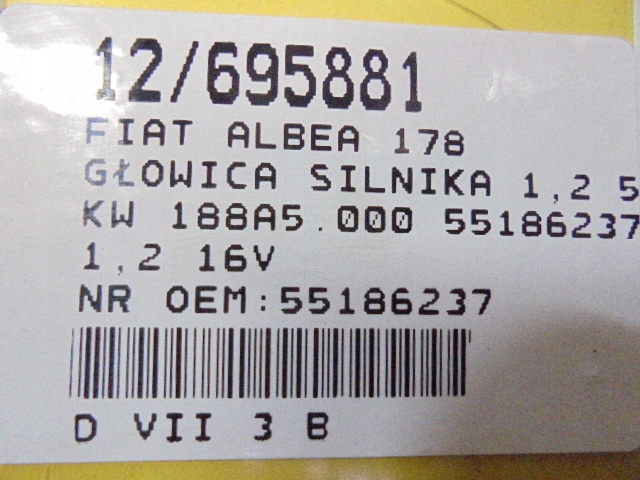 12/695881
FIAT ALBEA 178
GŁOWICA SILNIKA 1,2 5
KW 188A5.000 55186237
1,2 16V
NR OEM:55186237
D VII 3 B